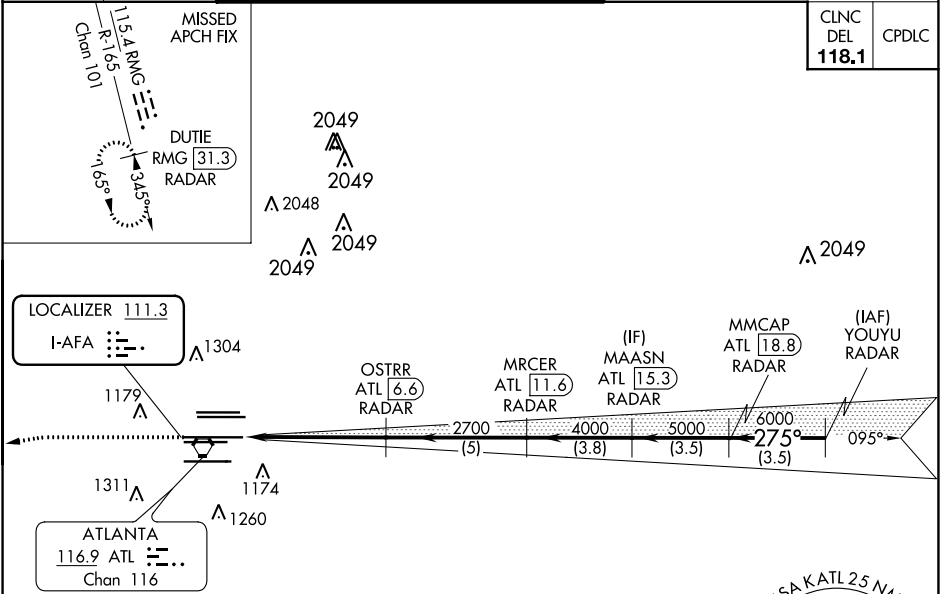 MISSED
APCH FIX
115.4 RMG
R-165
Chan 101
DUTIE
RMG 31.3
RADAR
165°
345°
CLNC
DEL
118.1
CPDLC
2049
2049
2048
2049
2049
2049
LOCALIZER 111.3
I-AFA
1304
1179
OSTRR
ATL 6.6
RADAR
MRCER
ATL 11.6
RADAR
(IF)
MAASN
ATL 15.3
RADAR
MMCAP
ATL 18.8
RADAR
(IAF)
YOUYU
RADAR
2700
(5)
4000
(3.8)
5000
(3.5)
6000
275°
(3.5)
095°
1311
1174
1260
ATLANTA
116.9 ATL
Chan 116
SA KATL 25 N